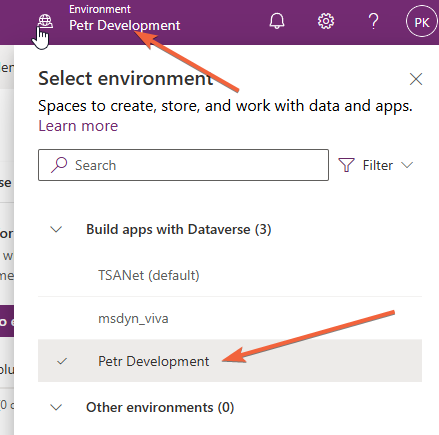 Environment
Petr Development
PK
Select environment
Spaces to create, store, and work with data and apps.
Learn more
Search
Filter
Build apps with Dataverse (3)
TSANet (default)
msdyn_viva
Petr Development
Other environments (0)